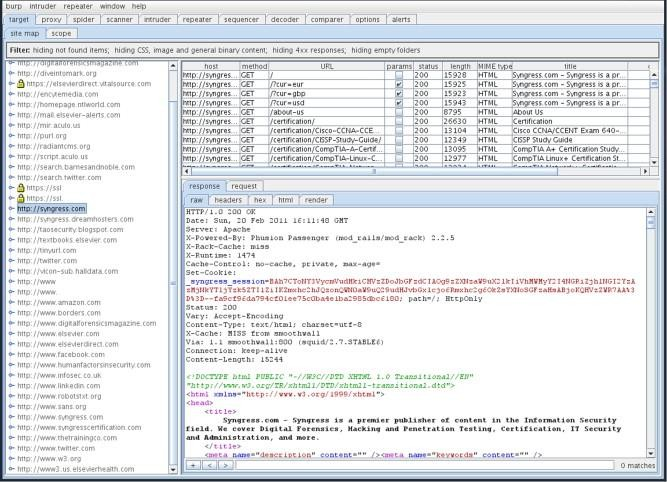 burp intruder repeater window help
target proxy spider scanner intruder repeater sequencer decoder comparer options alerts
site map scope
Filter: hiding not found items; hiding CSS, image and general binary content; hiding 4xx responses; hiding empty folders
http://digitalforensicsmagazine.com
http://diveintomark.org
https://elsevierdirect.vitalsource.com
http://encytemedia.com
http://homepage.ntlworld.com
http://mail.elsevier-alerts.com
http://mir.aculo.us
http://purl.org
http://radiantcms.org
http://script.aculo.us
http://search.barnesandnoble.com
http://search.twitter.com
https://ssl
https://ssl.
http://syngress.com
http://syngress.dreamhosters.com
http://taosecurity.blogspot.com
http://textbooks.elsevier.com
http://tinyurl.com
http://twitter.com
http://vicon-sub.halldata.com
http://www
http://www.
http://www.amazon.com
http://www.borders.com
http://www.digitalforensicsmagazine.com
http://www.elsevier.com
http://www.elsevierdirect.com
http://www.facebook.com
http://www.humanfactorsinsecurity.com
http://www.infosec.co.uk
http://www.linkedin.com
http://www.robotstxt.org
http://www.sans.org
http://www.syngress.com
http://www.syngresscertification.com
http://www.thetrainingco.com
http://www.twitter.com
http://www.w3.org
http://www3.us.elsevierhealth.com
host method URL params status length MIME type title
http://syngres... GET / 200 15928 HTML Syngress.com - Syngress is a pr...
http://syngres... GET /?cur=eur 200 15925 HTML Syngress.com - Syngress is a pr...
http://syngres... GET /?cur=gbp 200 15923 HTML Syngress.com - Syngress is a pr...
http://syngres... GET /?cur=usd 200 15943 HTML Syngress.com - Syngress is a pr...
http://syngres... GET /about-us 200 8795 HTML About Us
http://syngres... GET /certification/ 200 26630 HTML Certification
http://syngres... GET /certification/Cisco-CCNA-CCE... 200 13104 HTML Cisco CCNA/CCENT Exam 640-...
http://syngres... GET /certification/CISSP-Study-Guide/ 200 12349 HTML CISSP Study Guide
http://syngres... GET /certification/CompTIA-A-Certif... 200 13095 HTML CompTIA A+ Certification Study...
http://syngres... GET /certification/CompTIA-Linux-C... 200 12977 HTML CompTIA Linux+ Certification St...
response request
raw headers hex html render
HTTP/1.0 200 OK
Date: Sun, 20 Feb 2011 16:11:48 GMT
Server: Apache
X-Powered-By: Phusion Passenger (mod_rails/mod_rack) 2.2.5
X-Rack-Cache: miss
X-Runtime: 1474
Cache-Control: no-cache, private, max-age=
Set-Cookie:
path=/; HttpOnly
Status: 200
Vary: Accept-Encoding
Content-Type: text/html; charset=utf-8
X-Cache: MISS from smoothwall
Via: 1.1 smoothwall:800 (squid/2.7.STABLE6)
Connection: keep-alive
Content-Length: 15244
<!DOCTYPE html PUBLIC "-//W3C//DTD XHTML 1.0 Transitional//EN"
"http://www.w3.org/TR/xhtml1/DTD/xhtml1-transitional.dtd">
<html xmlns="http://www.w3.org/1999/xhtml">
<head>
<title>
Syngress.com - Syngress is a premier publisher of content in the Information Security
field. We cover Digital Forensics, Hacking and Penetration Testing, Certification, IT Security
and Administration, and more.
</title>
<meta name="description" content="" /><meta name="keywords" content="" />
+ < > 0 matches